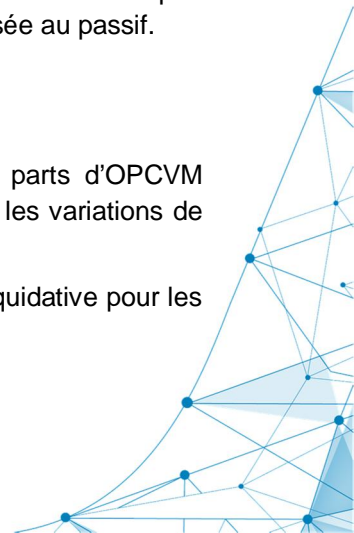 sée au passif.
parts d’OPCVM
les variations de
quidative pour les